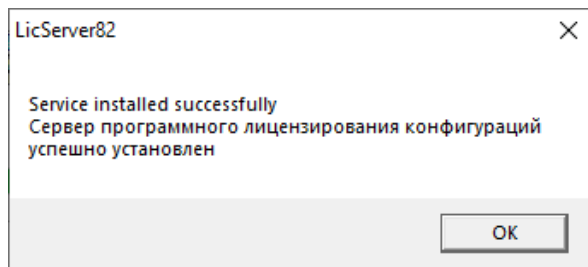 LicServer82
Service installed successfully
Сервер программного лицензирования конфигураций
успешно установлен
OK